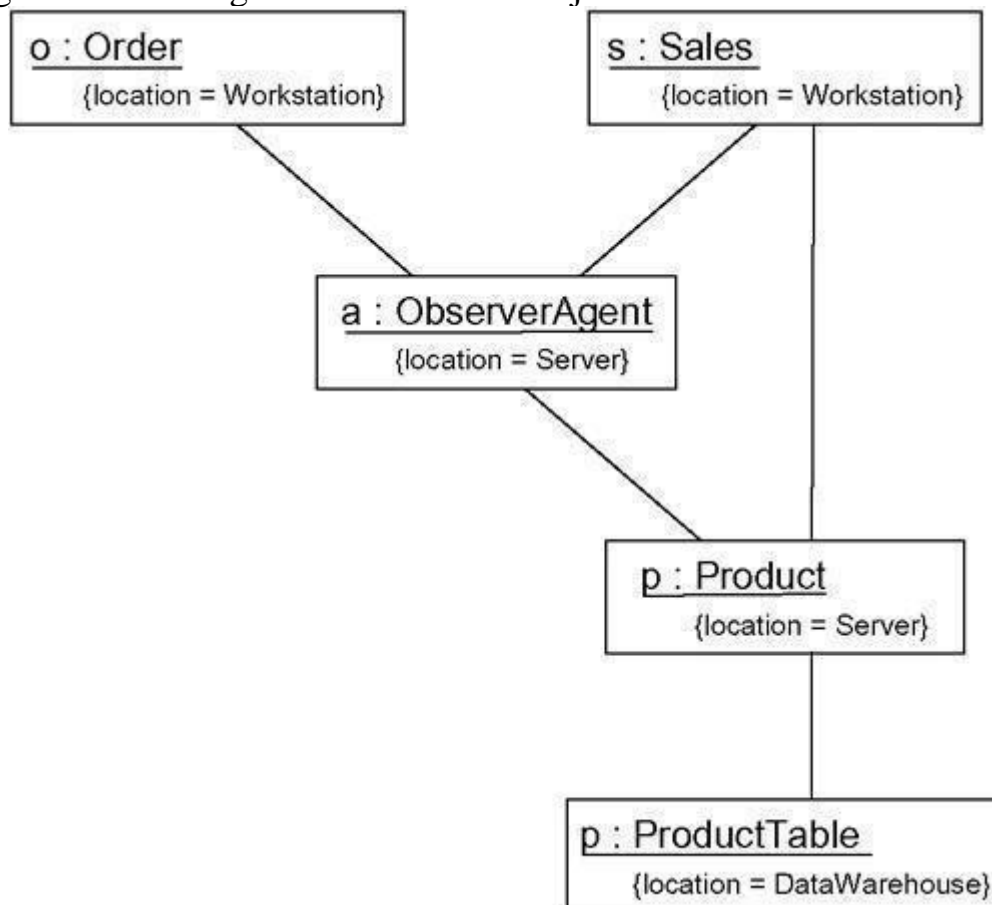 o : Order
{location = Workstation}
s : Sales
{location = Workstation}
a : ObserverAgent
{location = Server}
p : Product
{location = Server}
p : ProductTable
{location = DataWarehouse}